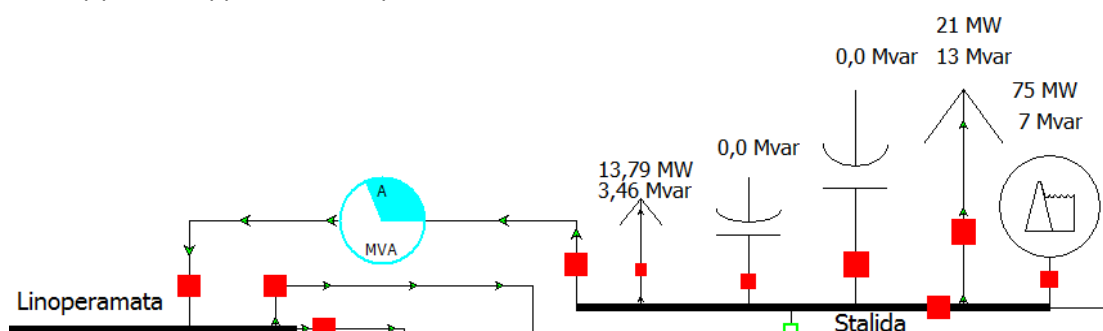 21 MW
0,0 Mvar
13 Mvar
75 MW
7 Mvar
0,0 Mvar
13,79 MW
3,46 Mvar
A
MVA
Linoperamata
Stalida